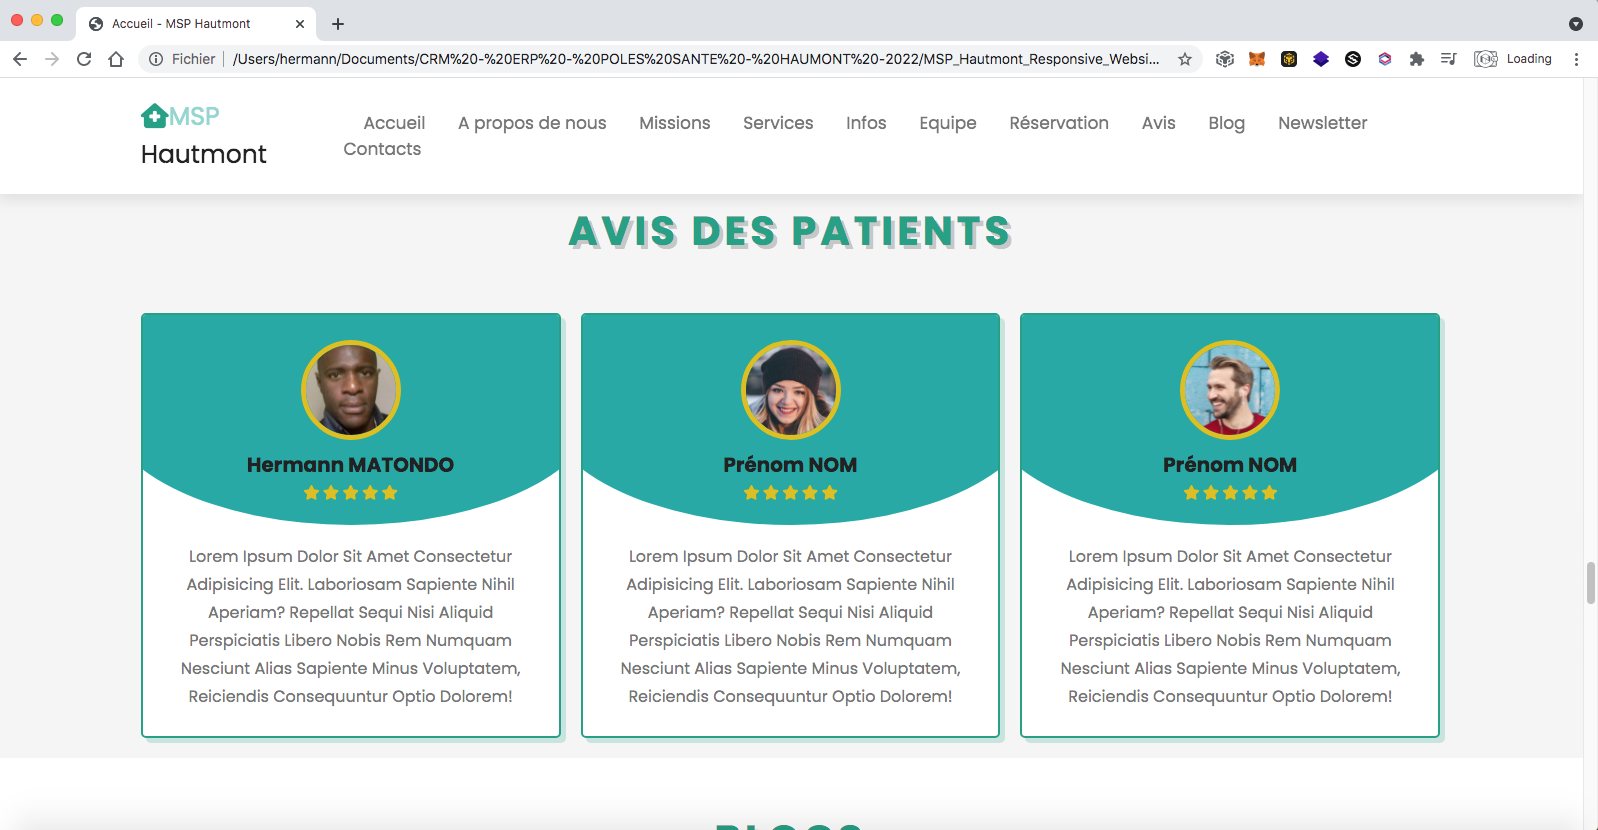 Accueil - MSP Hautmont
Fichier /Users/hermann/Documents/CRM%20-%20ERP%20-%20POLES%20SANTE%20-%20HAUMONT%20-2022/MSP_Hautmont_Responsive_Websi...
Loading
MSP
Hautmont
Accueil A propos de nous Missions Services Infos Equipe Réservation Avis Blog Newsletter
Contacts
AVIS DES PATIENTS
Hermann MATONDO
Lorem Ipsum Dolor Sit Amet Consectetur
Adipisicing Elit. Laboriosam Sapiente Nihil
Aperiam? Repellat Sequi Nisi Aliquid
Perspiciatis Libero Nobis Rem Numquam
Nesciunt Alias Sapiente Minus Voluptatem,
Reiciendis Consequuntur Optio Dolorem!
Prénom NOM
Lorem Ipsum Dolor Sit Amet Consectetur
Adipisicing Elit. Laboriosam Sapiente Nihil
Aperiam? Repellat Sequi Nisi Aliquid
Perspiciatis Libero Nobis Rem Numquam
Nesciunt Alias Sapiente Minus Voluptatem,
Reiciendis Consequuntur Optio Dolorem!
Prénom NOM
Lorem Ipsum Dolor Sit Amet Consectetur
Adipisicing Elit. Laboriosam Sapiente Nihil
Aperiam? Repellat Sequi Nisi Aliquid
Perspiciatis Libero Nobis Rem Numquam
Nesciunt Alias Sapiente Minus Voluptatem,
Reiciendis Consequuntur Optio Dolorem!